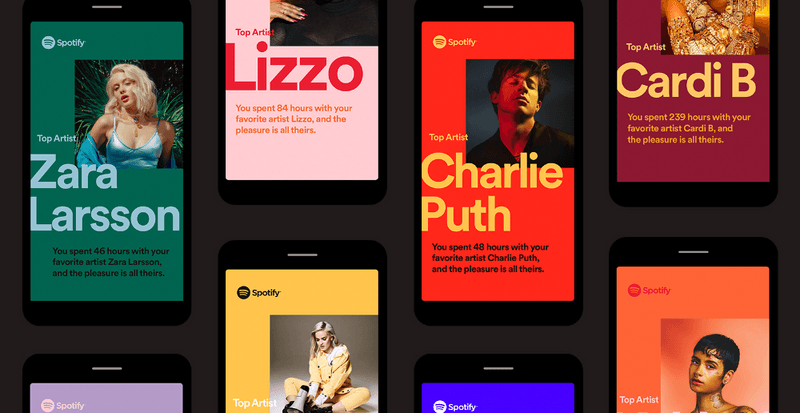 Spotify
Top Artist
Zara
Larsson
You spent 46 hours with your
favorite artist Zara Larsson,
and the pleasure is all theirs.
Top Artist
Lizzo
You spent 84 hours with your
favorite artist Lizzo, and the
pleasure is all theirs.
Spotify
Top Artist
Spotify
Top Artist
Charlie
Puth
You spent 48 hours with your
favorite artist Charlie Puth,
and the pleasure is all theirs.
Top Artist
Cardi B
You spent 239 hours with your
favorite artist Cardi B, and
the pleasure is all theirs.
Spotify
Top Artist
Spotify
Spotify